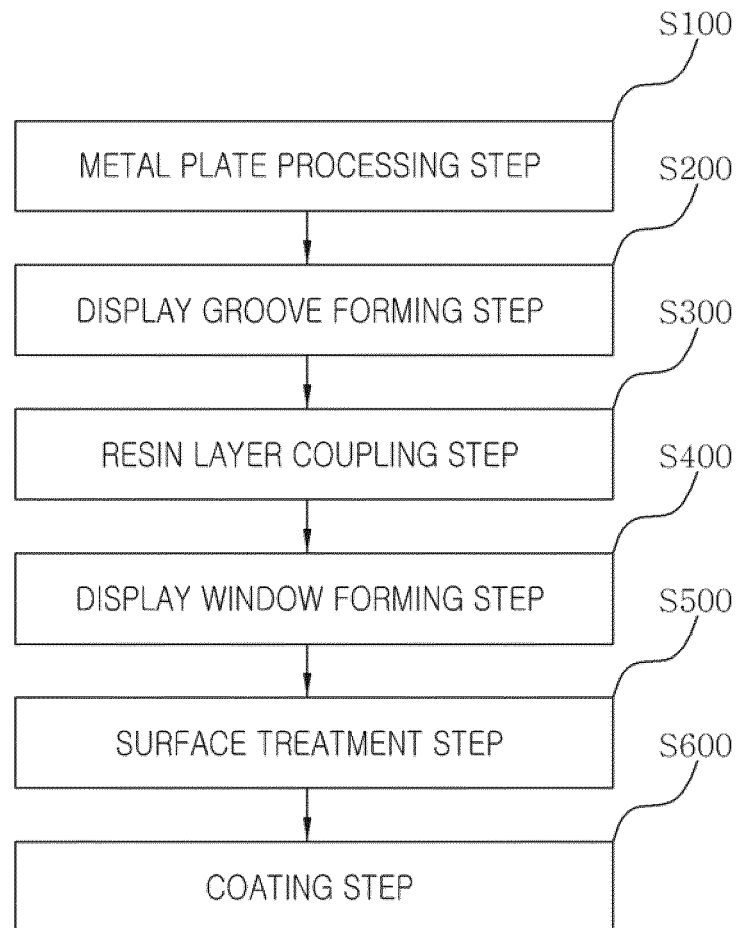 S100
METAL PLATE PROCESSING STEP
S200
DISPLAY GROOVE FORMING STEP
S300
RESIN LAYER COUPLING STEP
S400
DISPLAY WINDOW FORMING STEP
S500
SURFACE TREATMENT STEP
S600
COATING STEP